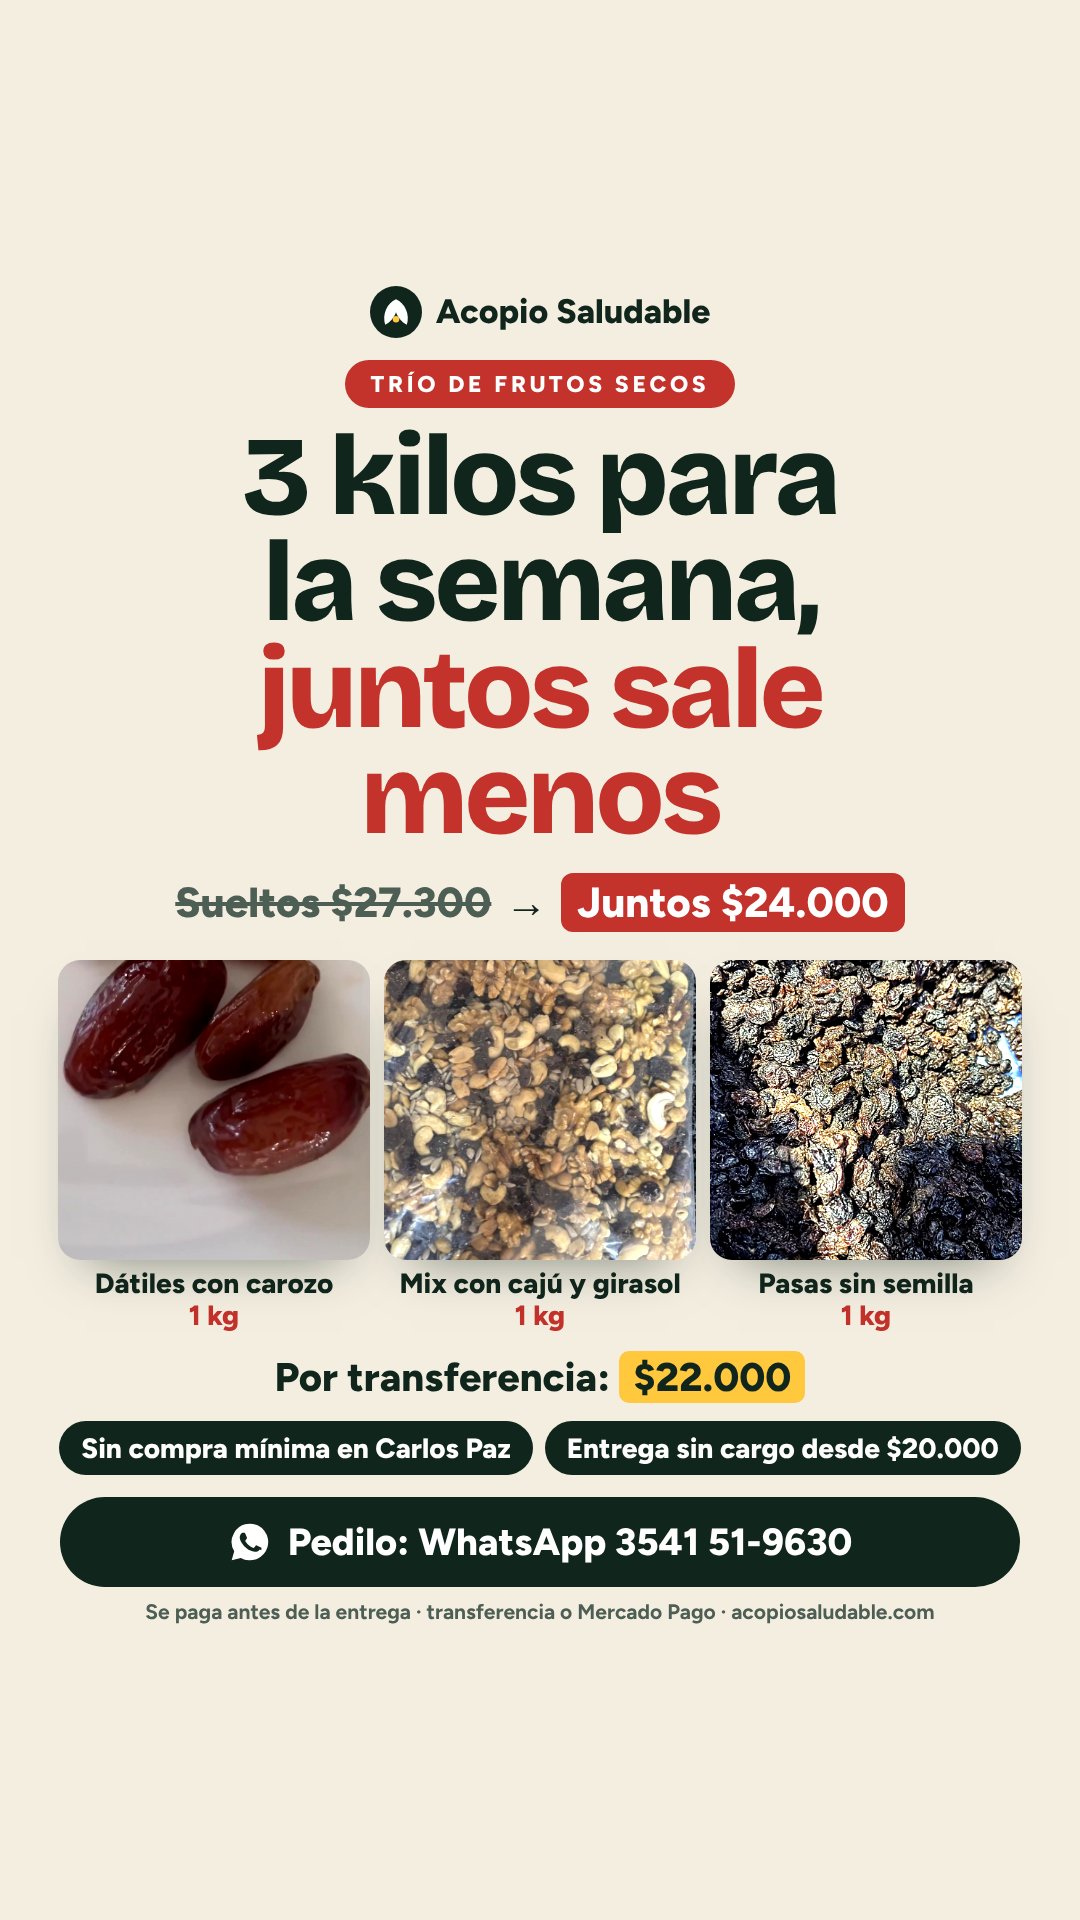 Acopio Saludable
TRÍO DE FRUTOS SECOS
3 kilos para
la semana,
juntos sale
menos
Sueltos $27.300 → Juntos $24.000
Dátiles con carozo
1 kg
Mix con cajú y girasol
1 kg
Pasas sin semilla
1 kg
Por transferencia: $22.000
Sin compra mínima en Carlos Paz
Entrega sin cargo desde $20.000
Pedilo: WhatsApp 3541 51-9630
Se paga antes de la entrega · transferencia o Mercado Pago · acopiosaludable.com